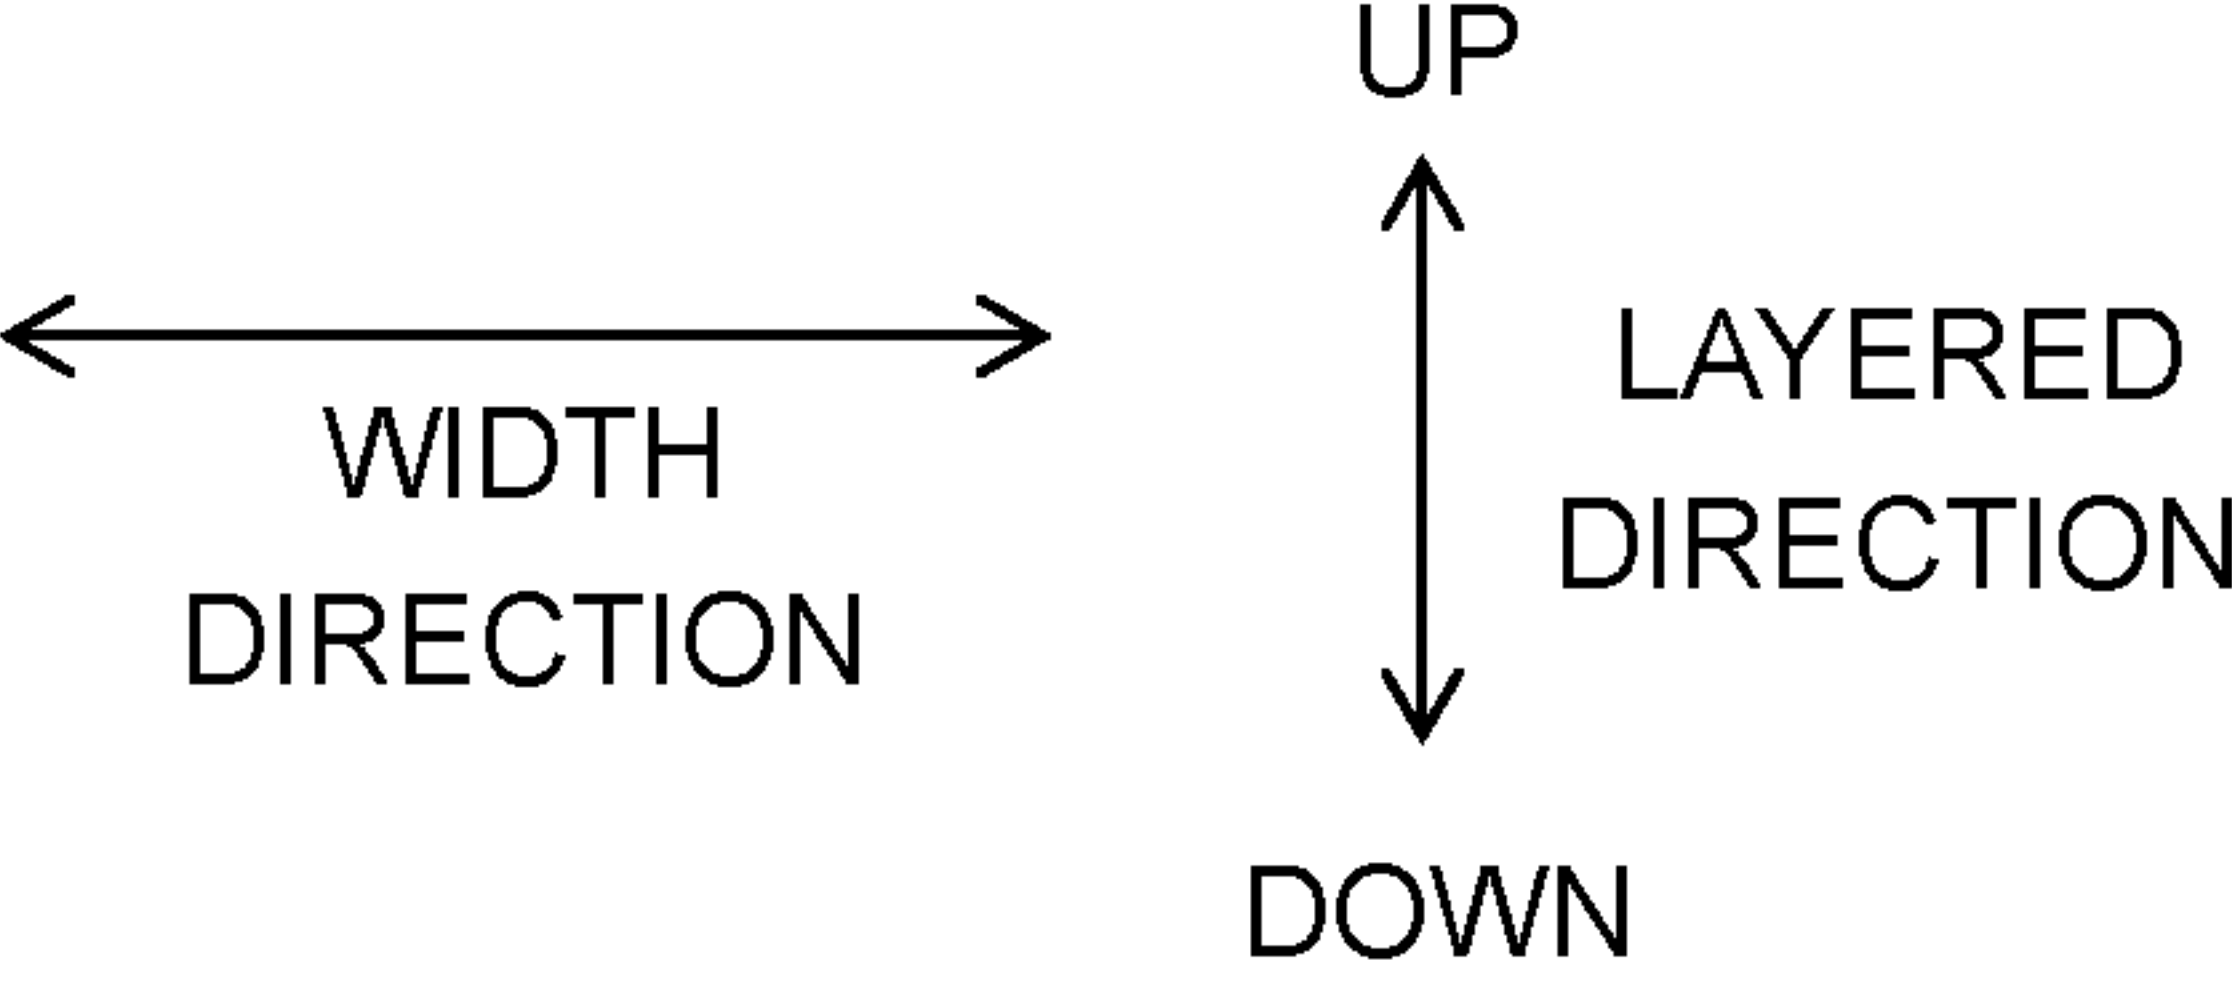 UP
WIDTH
DIRECTION
LAYERED
DIRECTION
DOWN